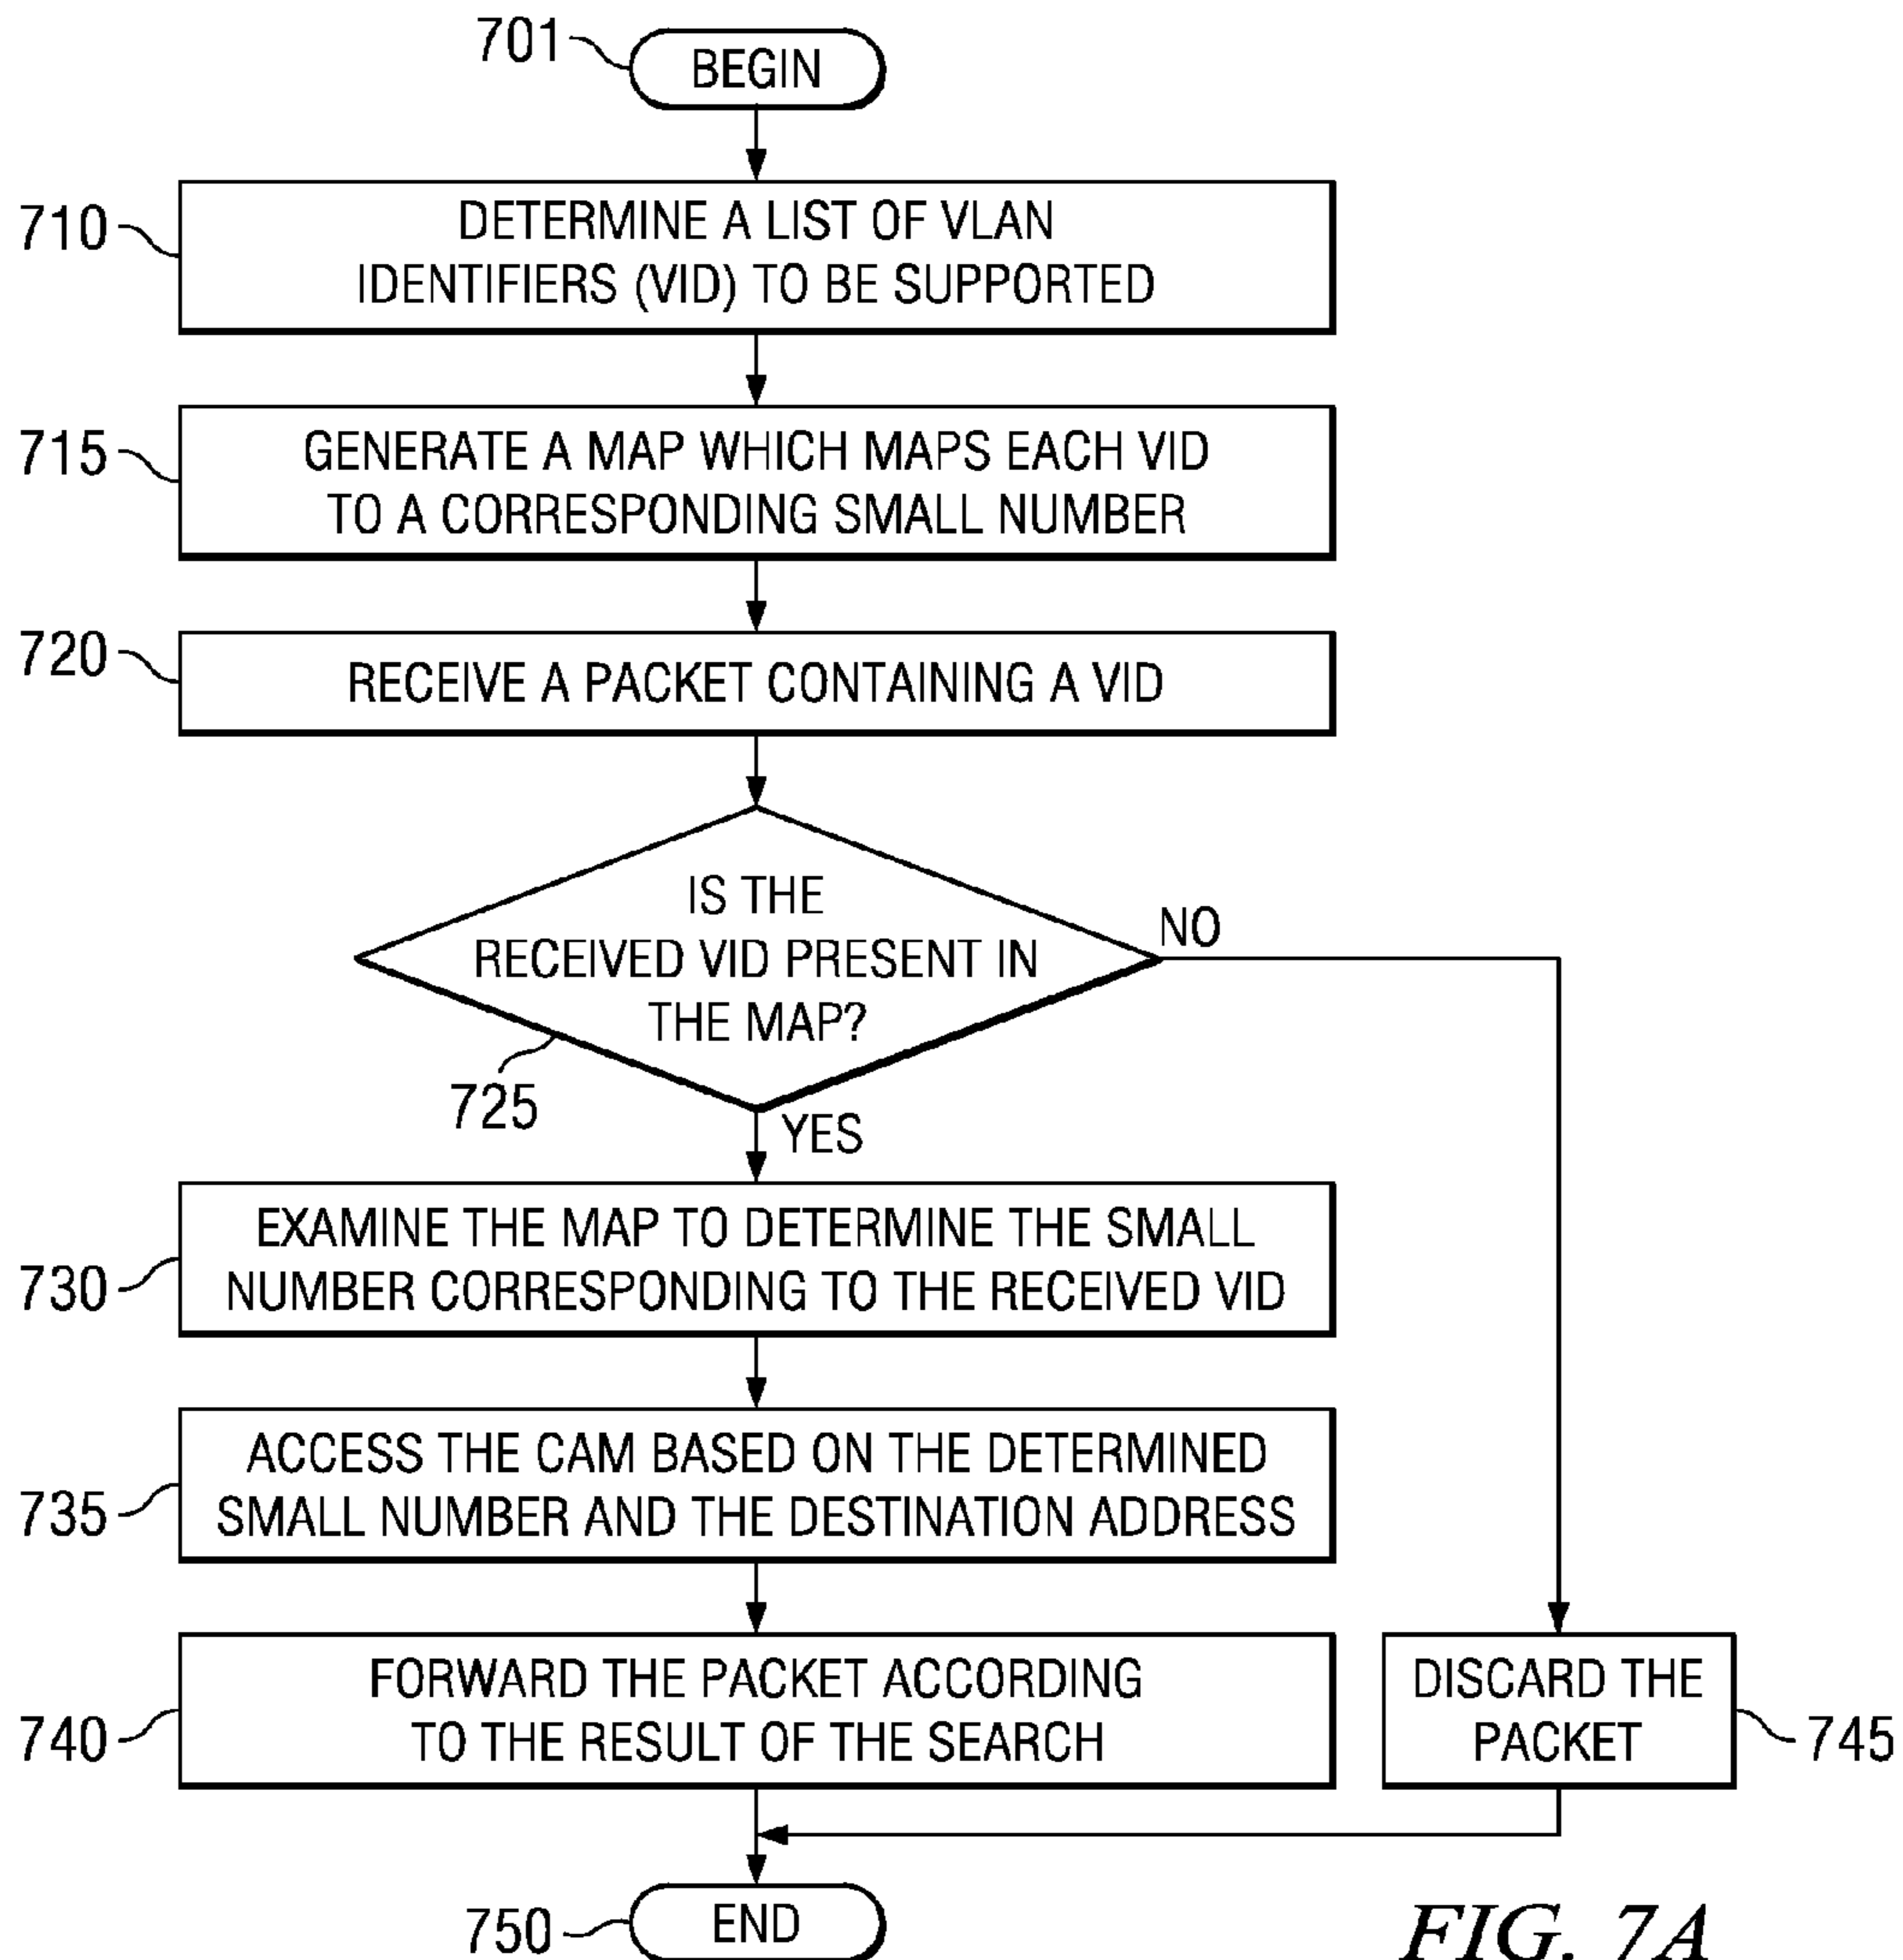 701
BEGIN
710
DETERMINE A LIST OF VLAN
IDENTIFIERS (VID) TO BE SUPPORTED
715
GENERATE A MAP WHICH MAPS EACH VID
TO A CORRESPONDING SMALL NUMBER
720
RECEIVE A PACKET CONTAINING A VID
IS THE
RECEIVED VID PRESENT IN
THE MAP?
NO
725
YES
730
EXAMINE THE MAP TO DETERMINE THE SMALL
NUMBER CORRESPONDING TO THE RECEIVED VID
735
ACCESS THE CAM BASED ON THE DETERMINED
SMALL NUMBER AND THE DESTINATION ADDRESS
740
FORWARD THE PACKET ACCORDING
TO THE RESULT OF THE SEARCH
DISCARD THE
PACKET
745
750
END
FIG. 7A